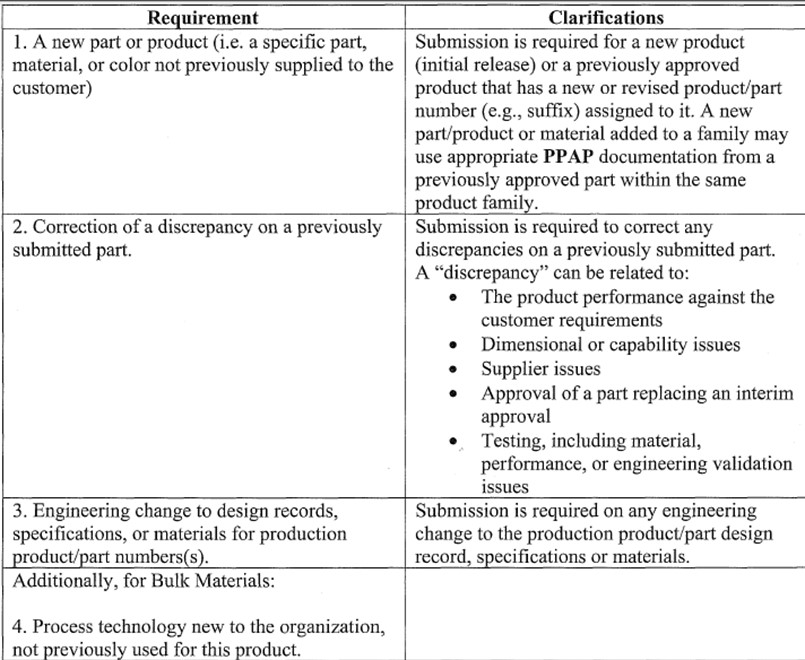 Requirement
Clarifications
1. A new part or product (i.e. a specific part,
material, or color not previously supplied to the
customer)
Submission is required for a new product
(initial release) or a previously approved
product that has a new or revised product/part
number (e.g., suffix) assigned to it. A new
part/product or material added to a family may
use appropriate PPAP documentation from a
previously approved part within the same
product family.
2. Correction of a discrepancy on a previously
submitted part.
Submission is required to correct any
discrepancies on a previously submitted part.
A “discrepancy” can be related to:
• The product performance against the
customer requirements
• Dimensional or capability issues
• Supplier issues
• Approval of a part replacing an interim
approval
• Testing, including material,
performance, or engineering validation
issues
3. Engineering change to design records,
specifications, or materials for production
product/part numbers(s).
Submission is required on any engineering
change to the production product/part design
record, specifications or materials.
Additionally, for Bulk Materials:
4. Process technology new to the organization,
not previously used for this product.